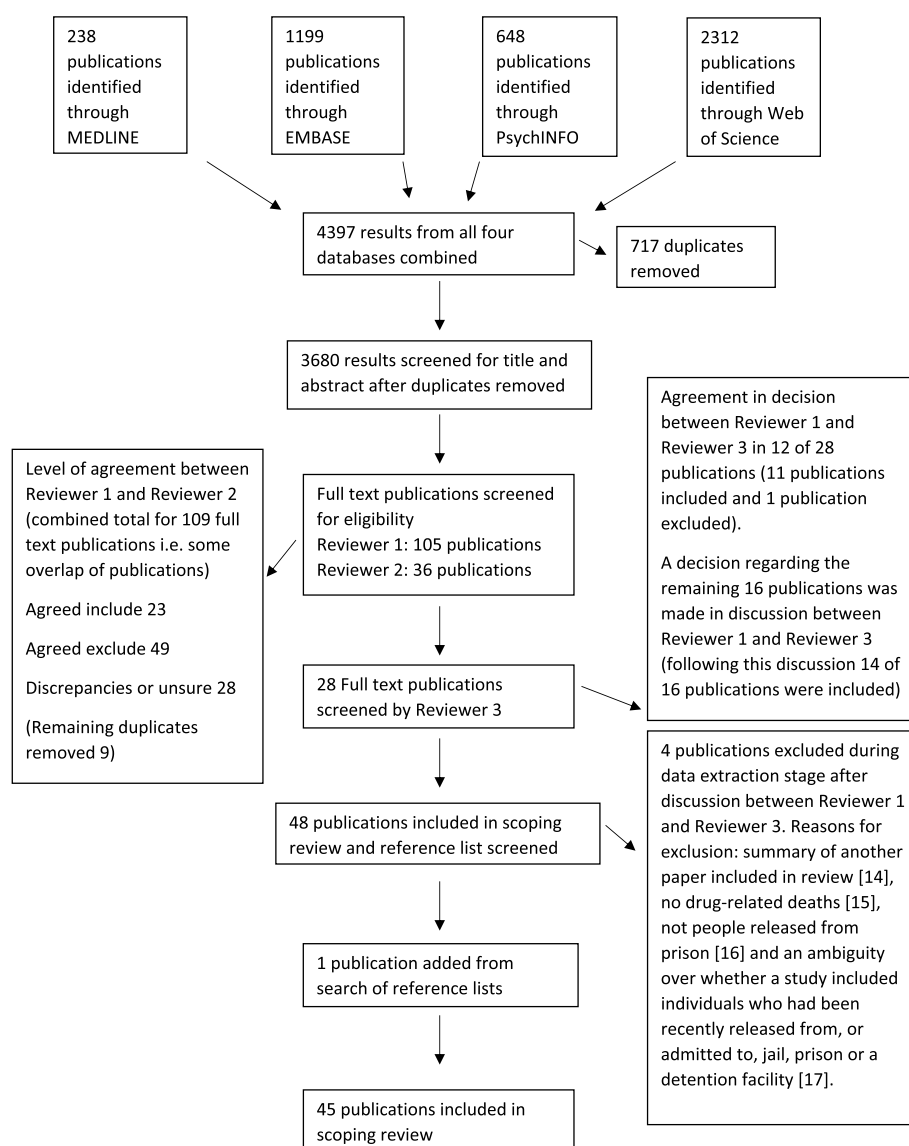 238
publications
identified
through
MEDLINE
1199
publications
identified
through
EMBASE
648
publications
identified
through
PsychINFO
2312
publications
identified
through Web
of Science
4397 results from all four
databases combined
717 duplicates
removed
3680 results screened for title and
abstract after duplicates removed
Agreement in decision
between Reviewer 1 and
Reviewer 3 in 12 of 28
publications (11 publications
included and 1 publication
excluded).
A decision regarding the
remaining 16 publications was
made in discussion between
Reviewer 1 and Reviewer 3
(following this discussion 14 of
16 publications were included)
Level of agreement between
Reviewer 1 and Reviewer 2
(combined total for 109 full
text publications i.e. some
overlap of publications)
Agreed include 23
Agreed exclude 49
Discrepancies or unsure 28
(Remaining duplicates
removed 9)
Full text publications screened
for eligibility
Reviewer 1: 105 publications
Reviewer 2: 36 publications
28 Full text publications
screened by Reviewer 3
4 publications excluded during
data extraction stage after
discussion between Reviewer 1
and Reviewer 3. Reasons for
exclusion: summary of another
paper included in review [14],
no drug-related deaths [15],
not people released from
prison [16] and an ambiguity
over whether a study included
individuals who had been
recently released from, or
admitted to, jail, prison or a
detention facility [17].
48 publications included in scoping
review and reference list screened
1 publication added from
search of reference lists
45 publications included in
scoping review